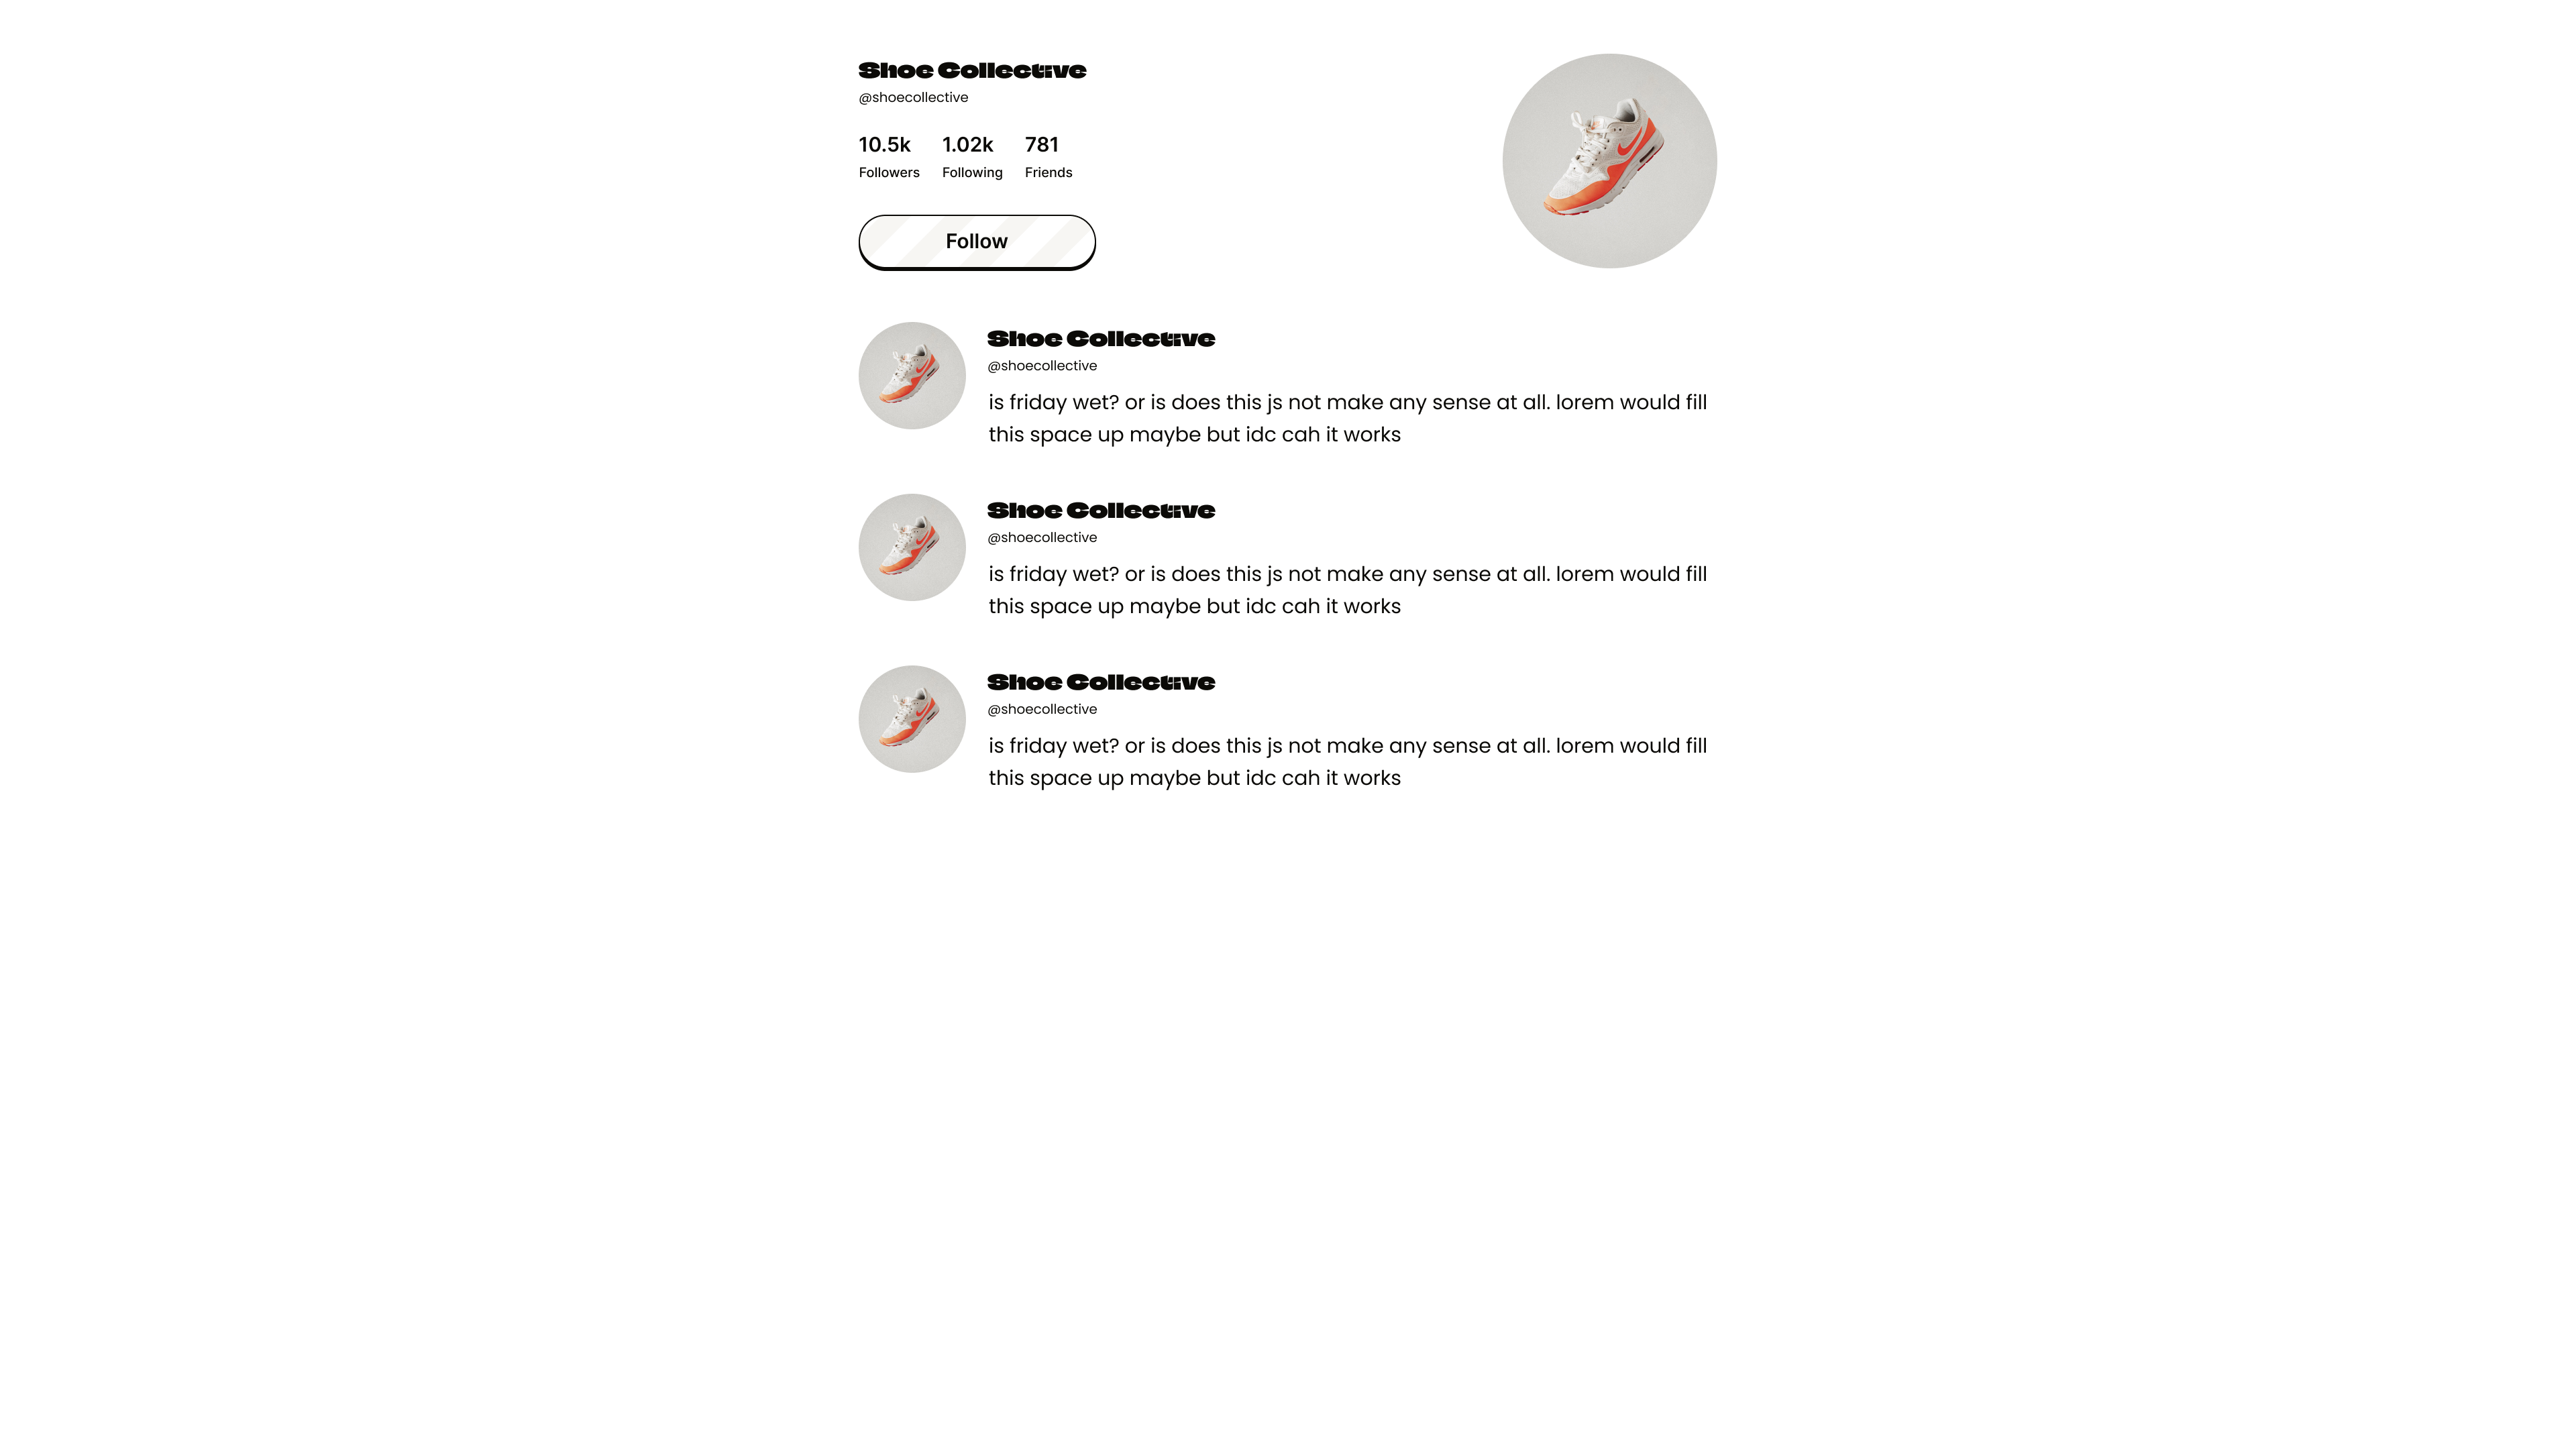 Shoe Collective
@shoecollective
10.5k 1.02k 781
Followers Following Friends
Follow
Shoe Collective
@shoecollective
is friday wet? or is does this js not make any sense at all. lorem would fill
this space up maybe but idc cah it works
Shoe Collective
@shoecollective
is friday wet? or is does this js not make any sense at all. lorem would fill
this space up maybe but idc cah it works
Shoe Collective
@shoecollective
is friday wet? or is does this js not make any sense at all. lorem would fill
this space up maybe but idc cah it works